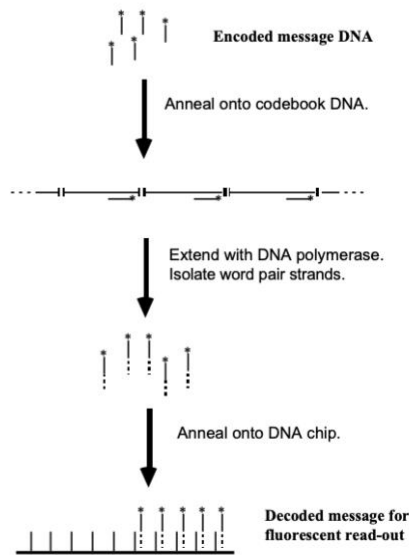 Encoded message DNA
Anneal onto codebook DNA.
Extend with DNA polymerase.
Isolate word pair strands.
Anneal onto DNA chip.
Decoded message for
fluorescent read-out